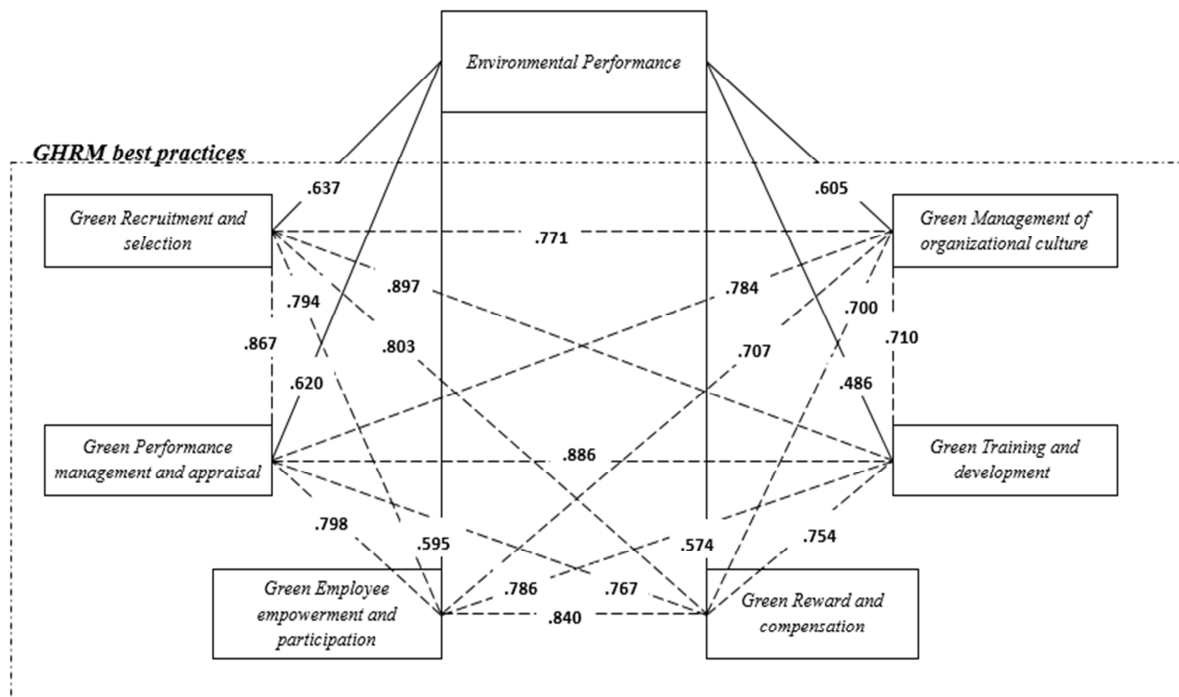 Environmental Performance
GHRM best practices
.637
.605
Green Recruitment and
selection
Green Management of
organizational culture
.771
.897
.784
.794
.700
.867
.803
.707
.710
.620
.486
Green Performance
management and appraisal
Green Training and
development
.886
.798
.595
.574
.754
Green Employee
empowerment and
participation
.786
.767
.840
Green Reward and
compensation